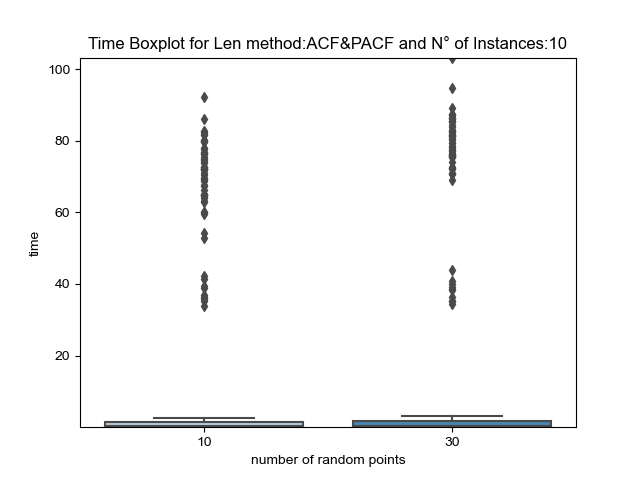 Time Boxplot for Len method:ACF&PACF and N° of Instances:10
100
80
60
40
20
time
10 30
number of random points